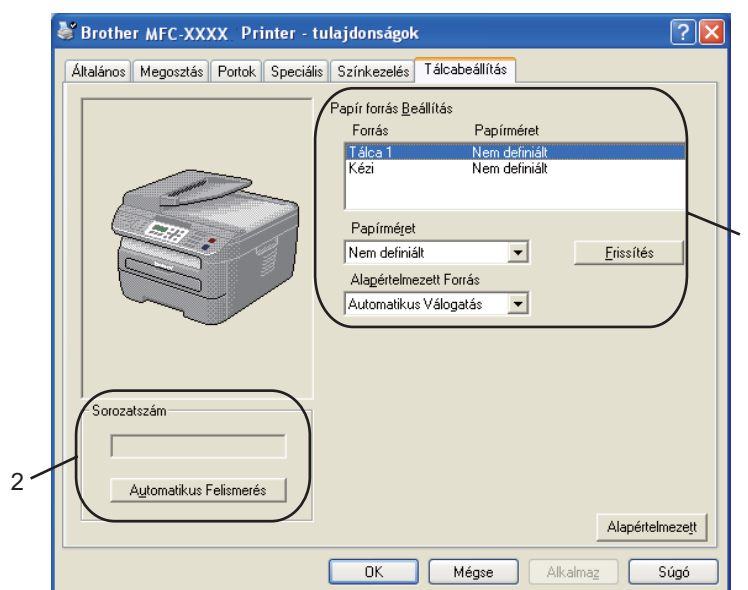 Brother MFC-XXXX Printer - tulajdonságok
Általános Megosztás Portok Speciális Színkezelés Tálcabeállítás
Papír forrás Beállítás
Forrás Papírméret
Tálca 1 Nem definiált
Kézi Nem definiált
Papírméret
Nem definiált Frissítés
Alapértelmezett Forrás
Automatikus Válogatás
Sorozatszám
2
Automatikus Felismerés
Alapértelmezett
OK Mégse Alkalmaz Súgó